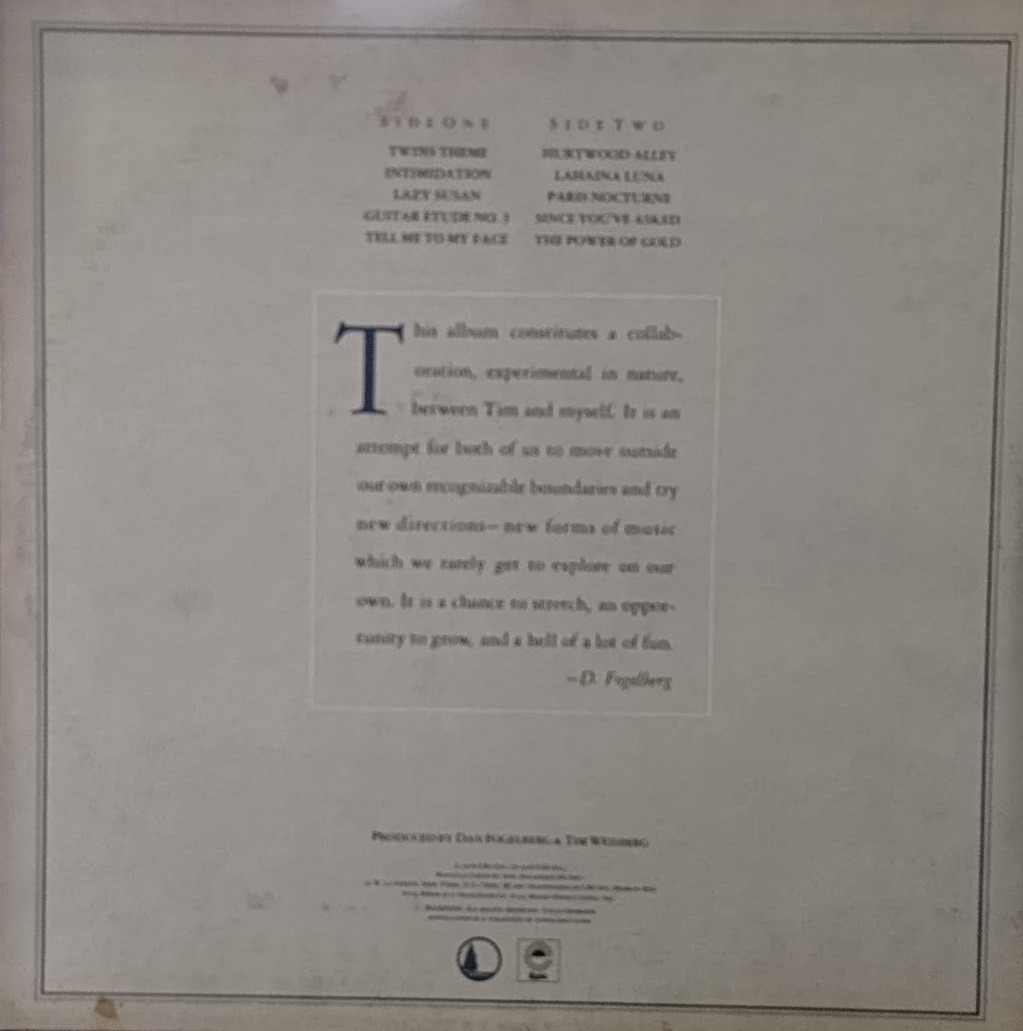 SIDE ONE
TWINS THEME
INTIMIDATION
LAZY SUSAN
GUITAR ETUDE NO. 3
TELL ME TO MY FACE
SIDE TWO
HURTWOOD ALLEY
LAHAINA LUNA
PARIS NOCTURNE
SINCE YOU'VE ASKED
THE POWER OF GOLD
This album constitutes a collab-
oration, experimental in nature,
between Tim and myself. It is an
attempt for both of us to move outside
our own recognizable boundaries and try
new directions—new forms of music
which we rarely get to explore on our
own. It is a chance to stretch, an oppor-
tunity to grow, and a hell of a lot of fun.
—D. Fogelberg
PRODUCED BY DAN FOGELBERG & TIM WEISBERG